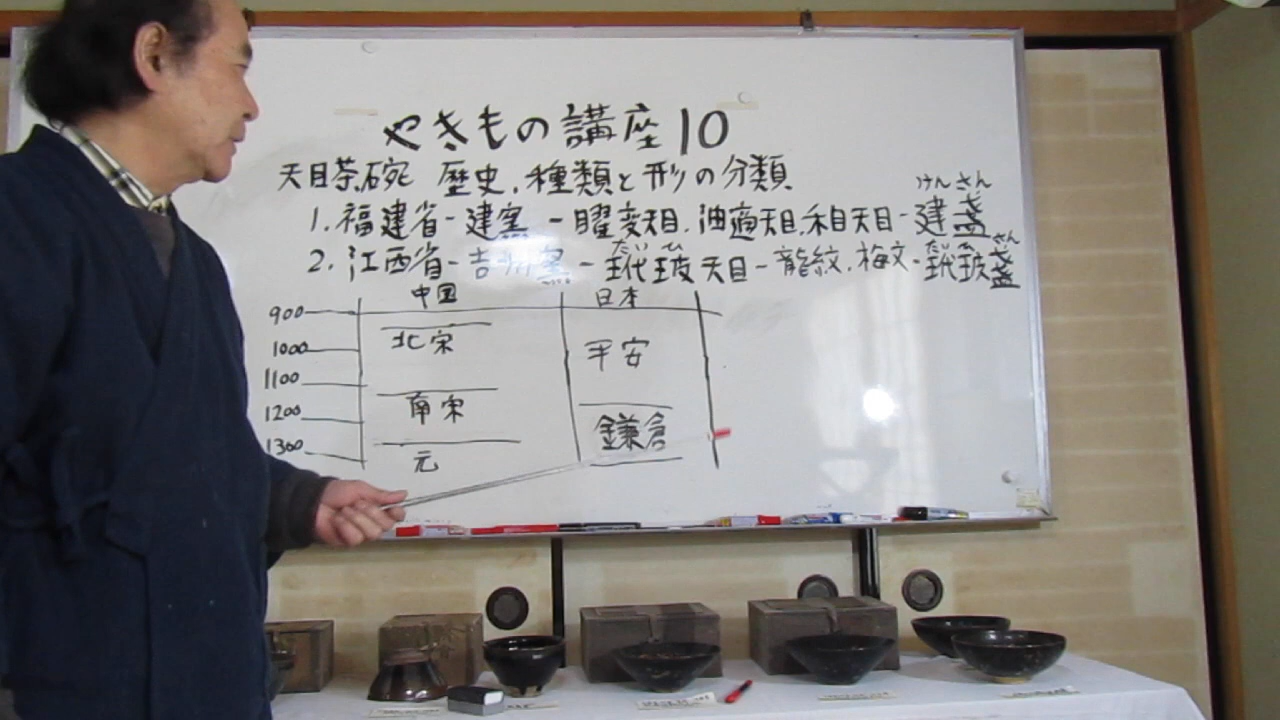 やきもの講座10
天目茶碗 歴史、種類と形の分類
けんさん
1. 福建省-建窯-曜変天目、油適天目、禾目天目-建盞
たいひ たいひさん
2. 江西省-吉州窯-玳玻天目-龍紋、梅文-玳玻盞
中国 日本
900
北宋
1000 平安
1100
1200 南宋
鎌倉
1300
元